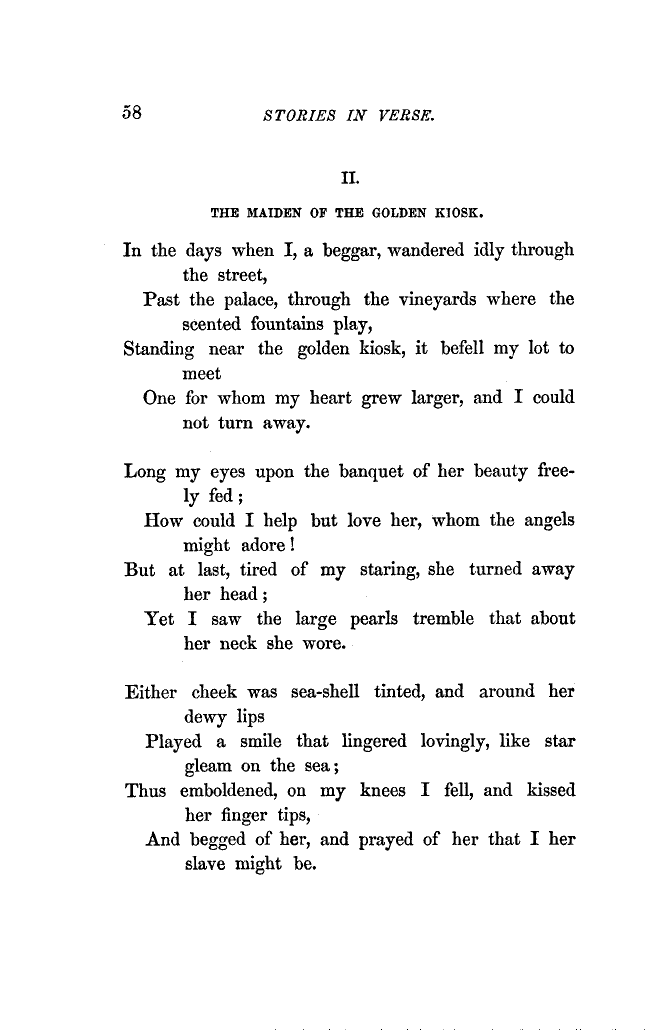 58 STORIES IN VERSE.
II.
THE MAIDEN OF THE GOLDEN KIOSK.
In the days when I, a beggar, wandered idly through
the street,
Past the palace, through the vineyards where the
scented fountains play,
Standing near the golden kiosk, it befell my lot to
meet
One for whom my heart grew larger, and I could
not turn away.
Long my eyes upon the banquet of her beauty free-
ly fed ;
How could I help but love her, whom the angels
might adore !
But at last, tired of my staring, she turned away
her head ;
Yet I saw the large pearls tremble that about
her neck she wore.
Either cheek was sea-shell tinted, and around her
dewy lips
Played a smile that lingered lovingly, like star
gleam on the sea ;
Thus emboldened, on my knees I fell, and kissed
her finger tips,
And begged of her, and prayed of her that I her
slave might be.